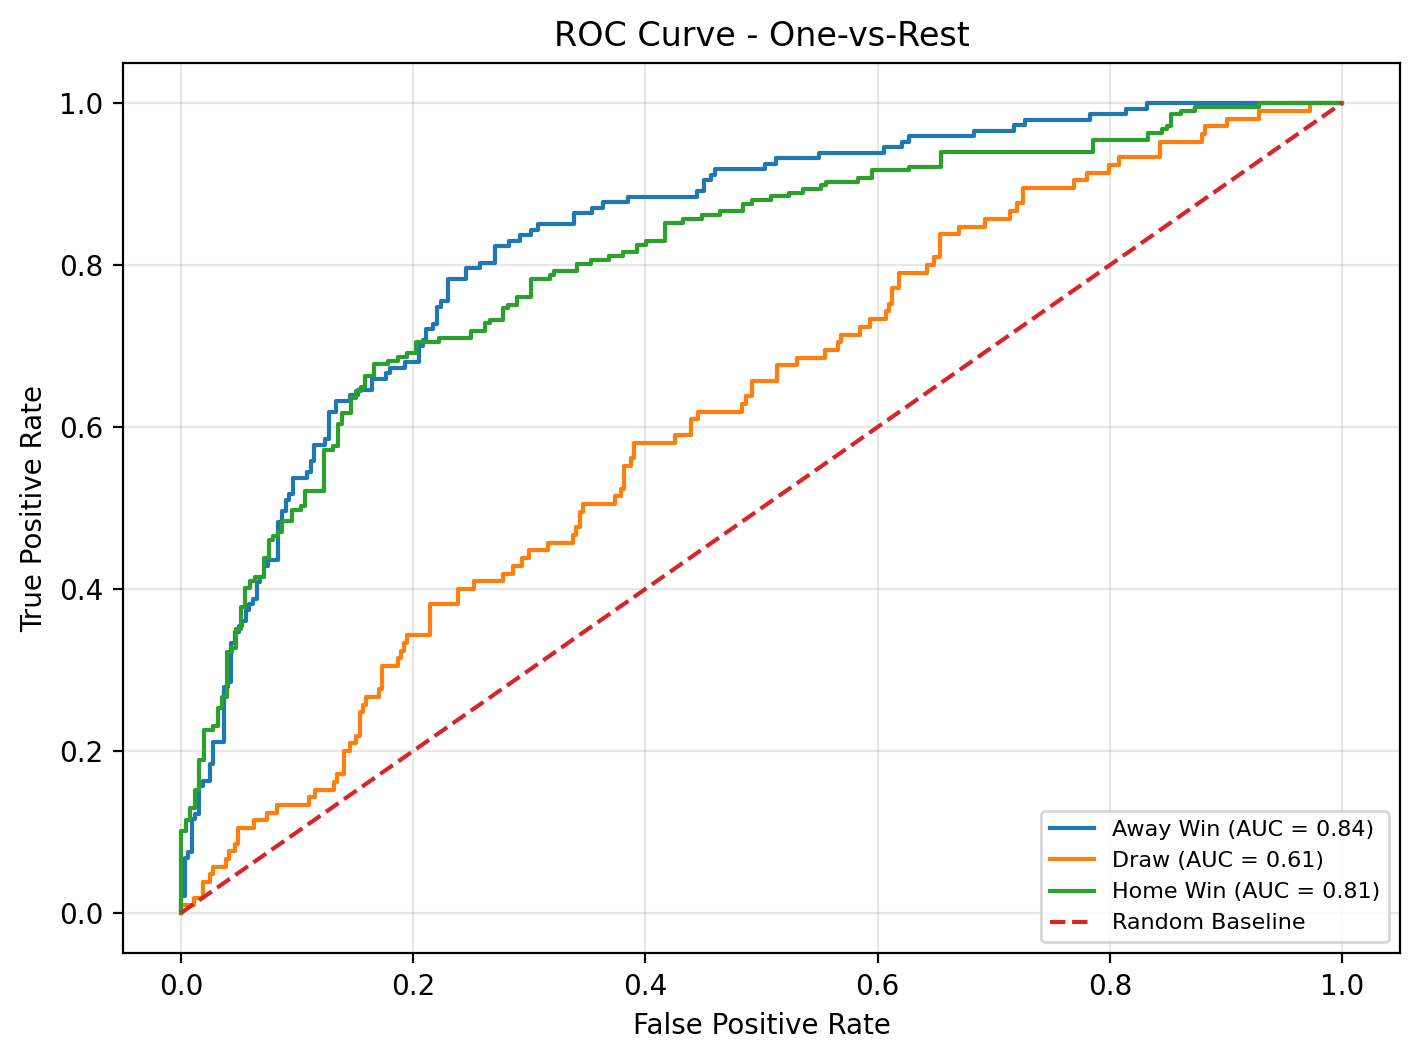 ROC Curve - One-vs-Rest
True Positive Rate
1.0
0.8
0.6
0.4
0.2
0.0
0.0 0.2 0.4 0.6 0.8 1.0
False Positive Rate
Away Win (AUC = 0.84)
Draw (AUC = 0.61)
Home Win (AUC = 0.81)
Random Baseline